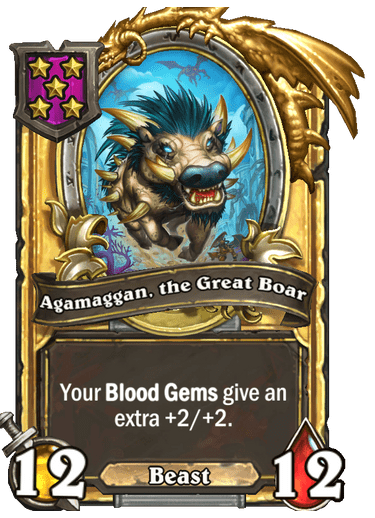 Agamaggan, the Great Boar
Your Blood Gems give an
extra +2/+2.
12
Beast
12